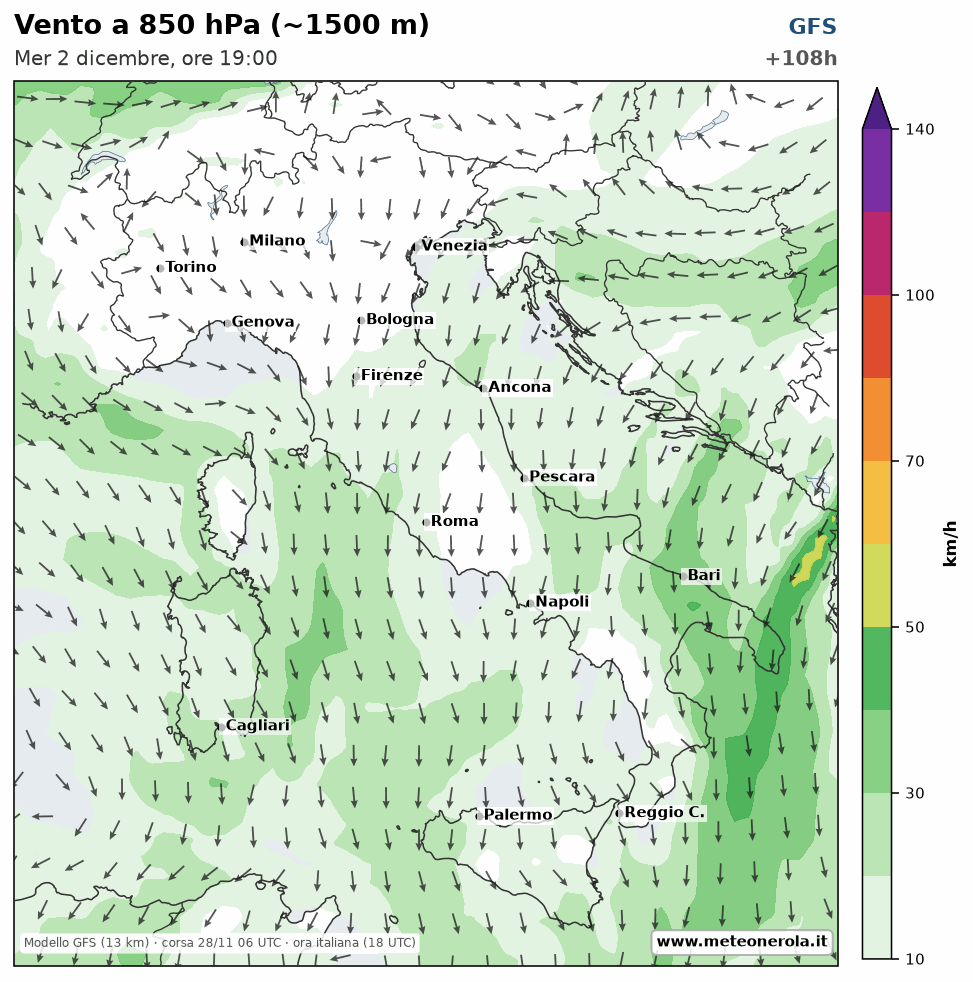 Vento a 850 hPa (~1500 m)
GFS
Mer 2 dicembre, ore 19:00
+108h
140
100
70
50
30
10
km/h
Milano
Venezia
Torino
Genova
Bologna
Firenze
Ancona
Pescara
Roma
Bari
Napoli
Cagliari
Palermo
Reggio C.
Modello GFS (13 km) · corsa 28/11 06 UTC · ora italiana (18 UTC)
www.meteonerola.it